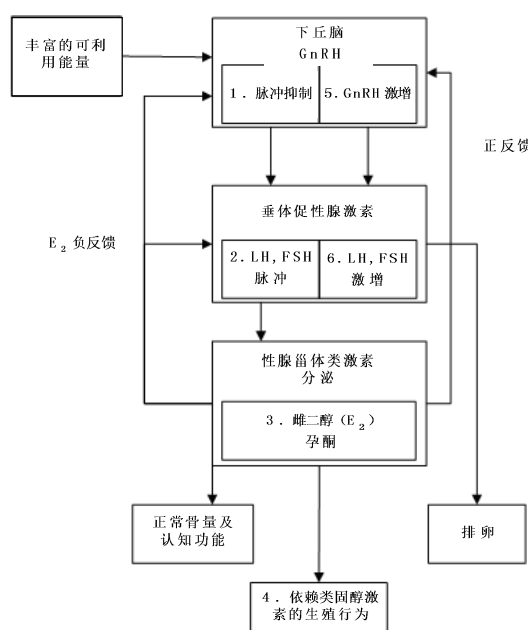 下丘脑
GnRH
丰富的可利
用能量
1. 脉冲抑制
5. GnRH 激增
正反馈
垂体促性腺激素
E₂ 负反馈
2. LH, FSH
脉冲
6. LH, FSH
激增
性腺甾体类激素
分泌
3. 雌二醇（E₂）
孕酮
正常骨量及
认知功能
排卵
4. 依赖类固醇激
素的生殖行为